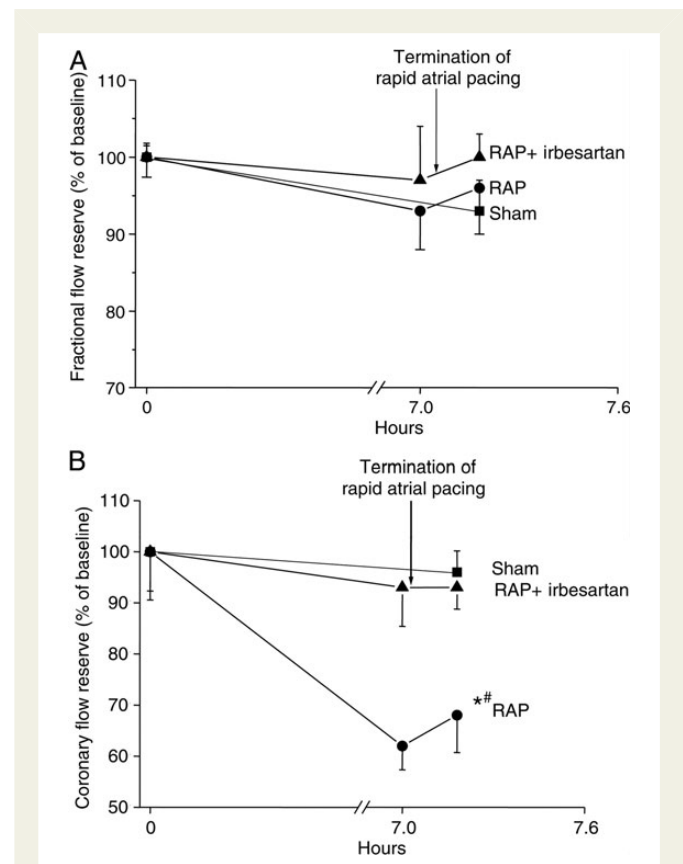 A
Termination of
rapid atrial pacing
Fractional flow reserve (% of baseline)
110
100
90
80
70
RAP+ irbesartan
RAP
Sham
0
7.0
7.6
Hours
B
Termination of
rapid atrial pacing
Coronary flow reserve (% of baseline)
110
100
90
80
70
60
50
Sham
RAP+ irbesartan
*#RAP
0
7.0
7.6
Hours